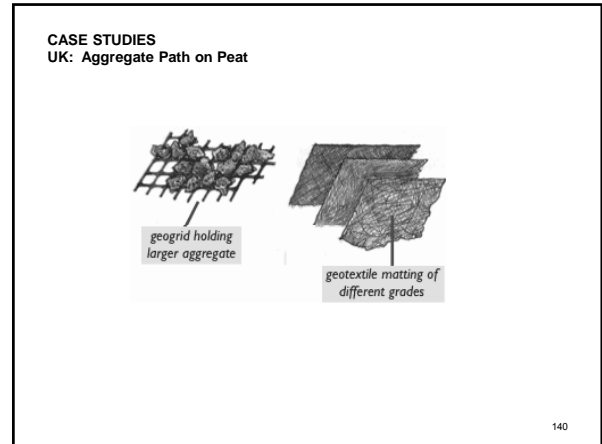 CASE STUDIES
UK: Aggregate Path on Peat
geogrid holding
larger aggregate
geotextile matting of
different grades
140